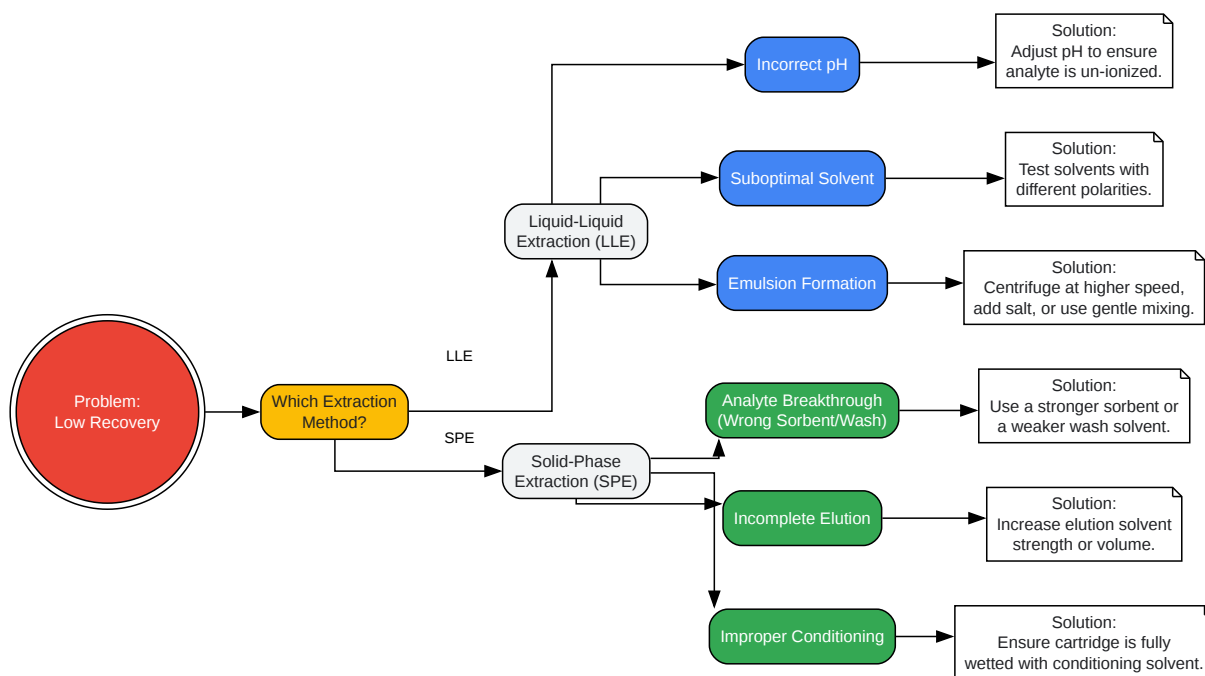 Problem:
Low Recovery
Which Extraction
Method?
LLE
SPE
Liquid-Liquid
Extraction (LLE)
Incorrect pH
Solution:
Adjust pH to ensure
analyte is un-ionized.
Suboptimal Solvent
Solution:
Test solvents with
different polarities.
Emulsion Formation
Solution:
Centrifuge at higher speed,
add salt, or use gentle mixing.
Solid-Phase
Extraction (SPE)
Analyte Breakthrough
(Wrong Sorbent/Wash)
Solution:
Use a stronger sorbent or
a weaker wash solvent.
Incomplete Elution
Solution:
Increase elution solvent
strength or volume.
Improper Conditioning
Solution:
Ensure cartridge is fully
wetted with conditioning solvent.